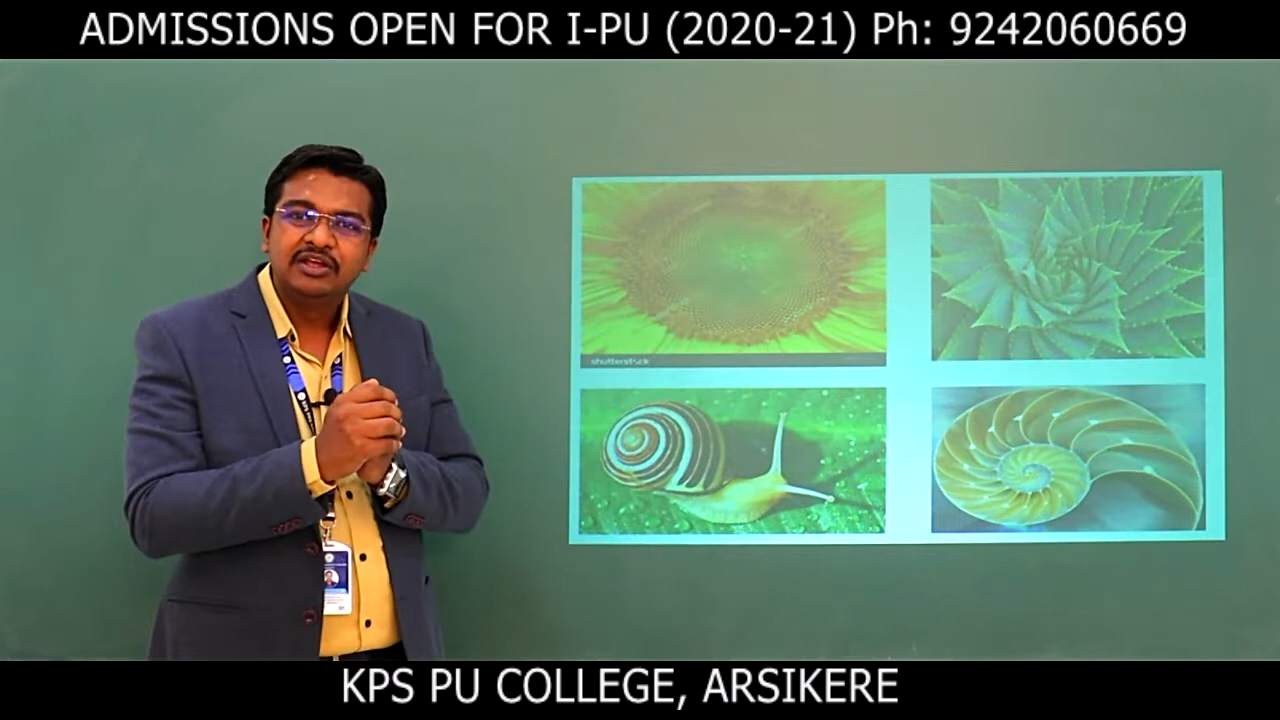 ADMISSIONS OPEN FOR I-PU (2020-21) Ph: 9242060669
shutterstock
KPS PU COLLEGE, ARSIKERE